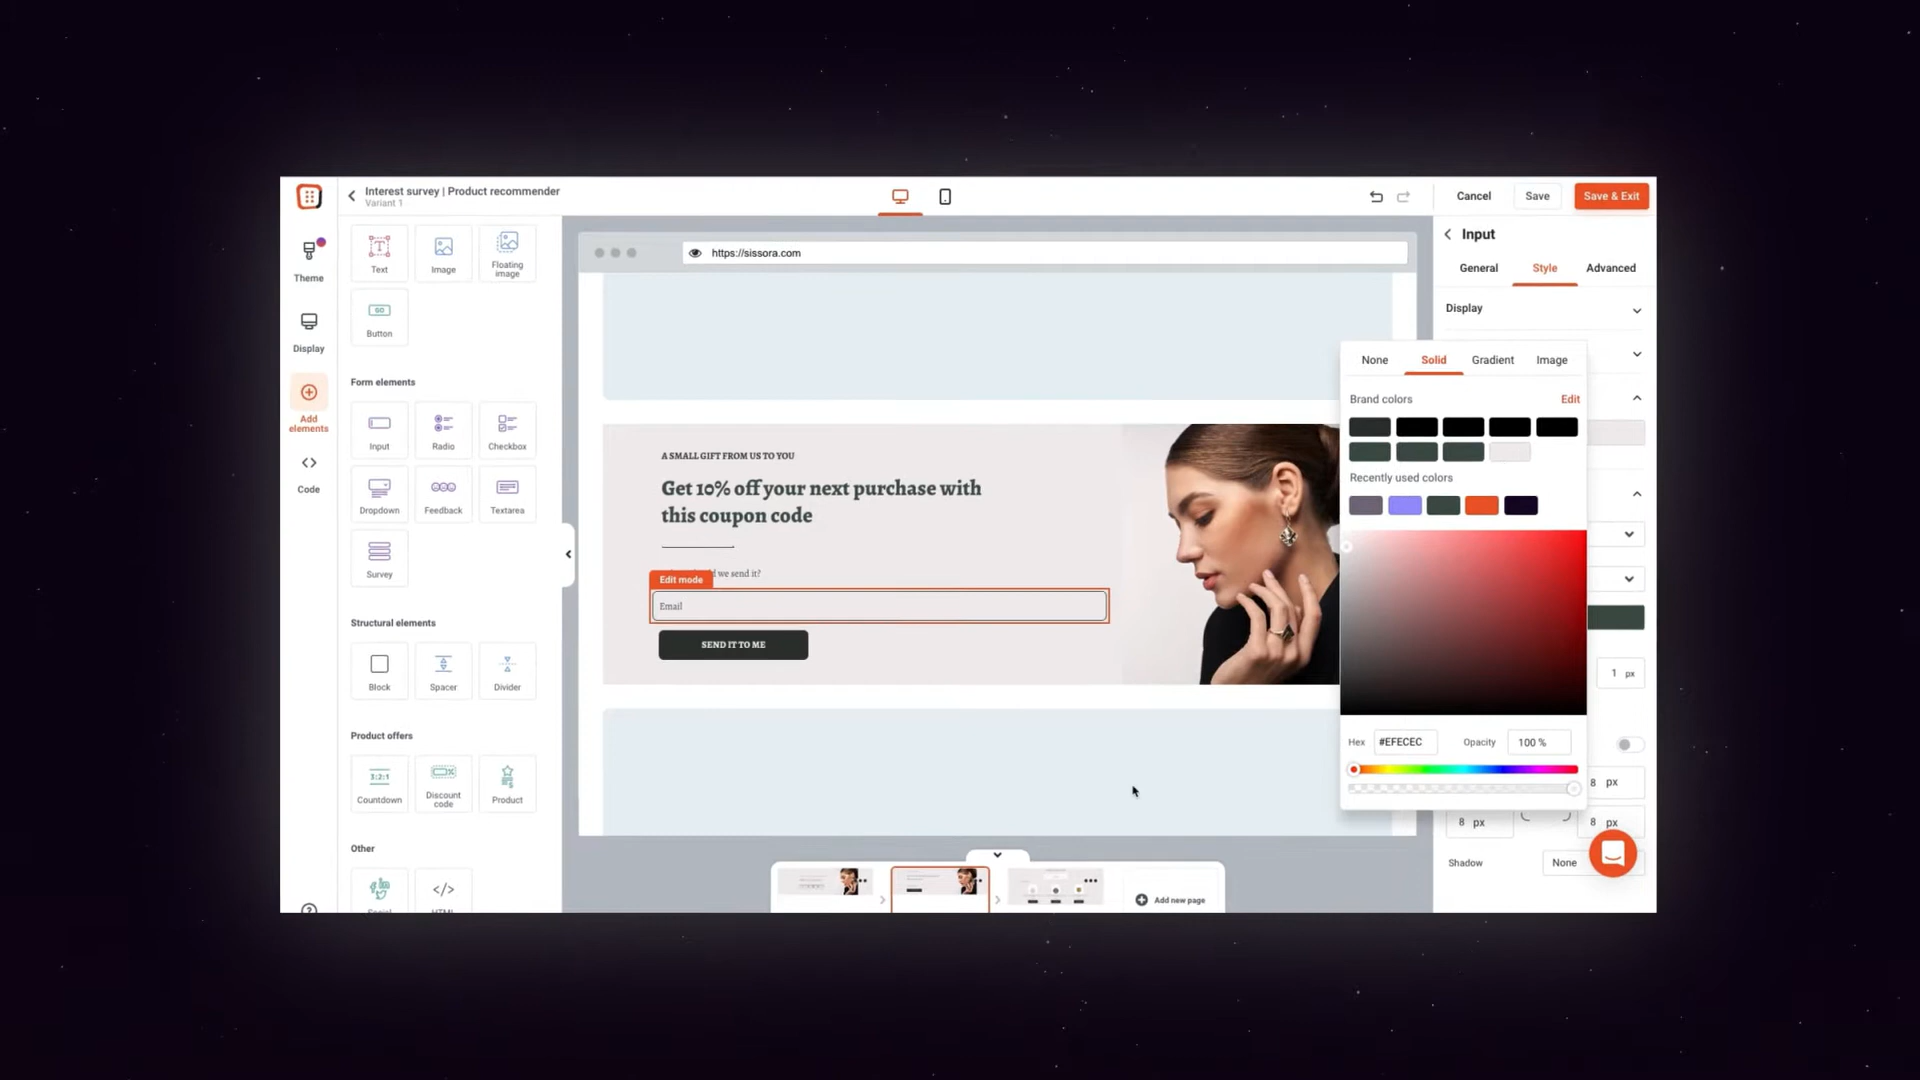 Interest survey | Product recommender
Variant 1
Cancel
Save
Save & Exit
Theme
Display
Add
elements
Code
Text
Image
Floating
image
GO
Button
Form elements
Input
Radio
Checkbox
Dropdown
Feedback
Textarea
Survey
Structural elements
Block
Spacer
Divider
Product offers
3:2:1
Countdown
Discount
code
Product
Other
</>
https://sissora.com
A SMALL GIFT FROM US TO YOU
Get 10% off your next purchase with
this coupon code
we send it?
Edit mode
Email
SEND IT TO ME
Add new page
Input
General
Style
Advanced
Display
None
Solid
Gradient
Image
Brand colors
Edit
Recently used colors
Hex
#EFECEC
Opacity
100 %
1 px
8 px
8 px
8 px
Shadow
None